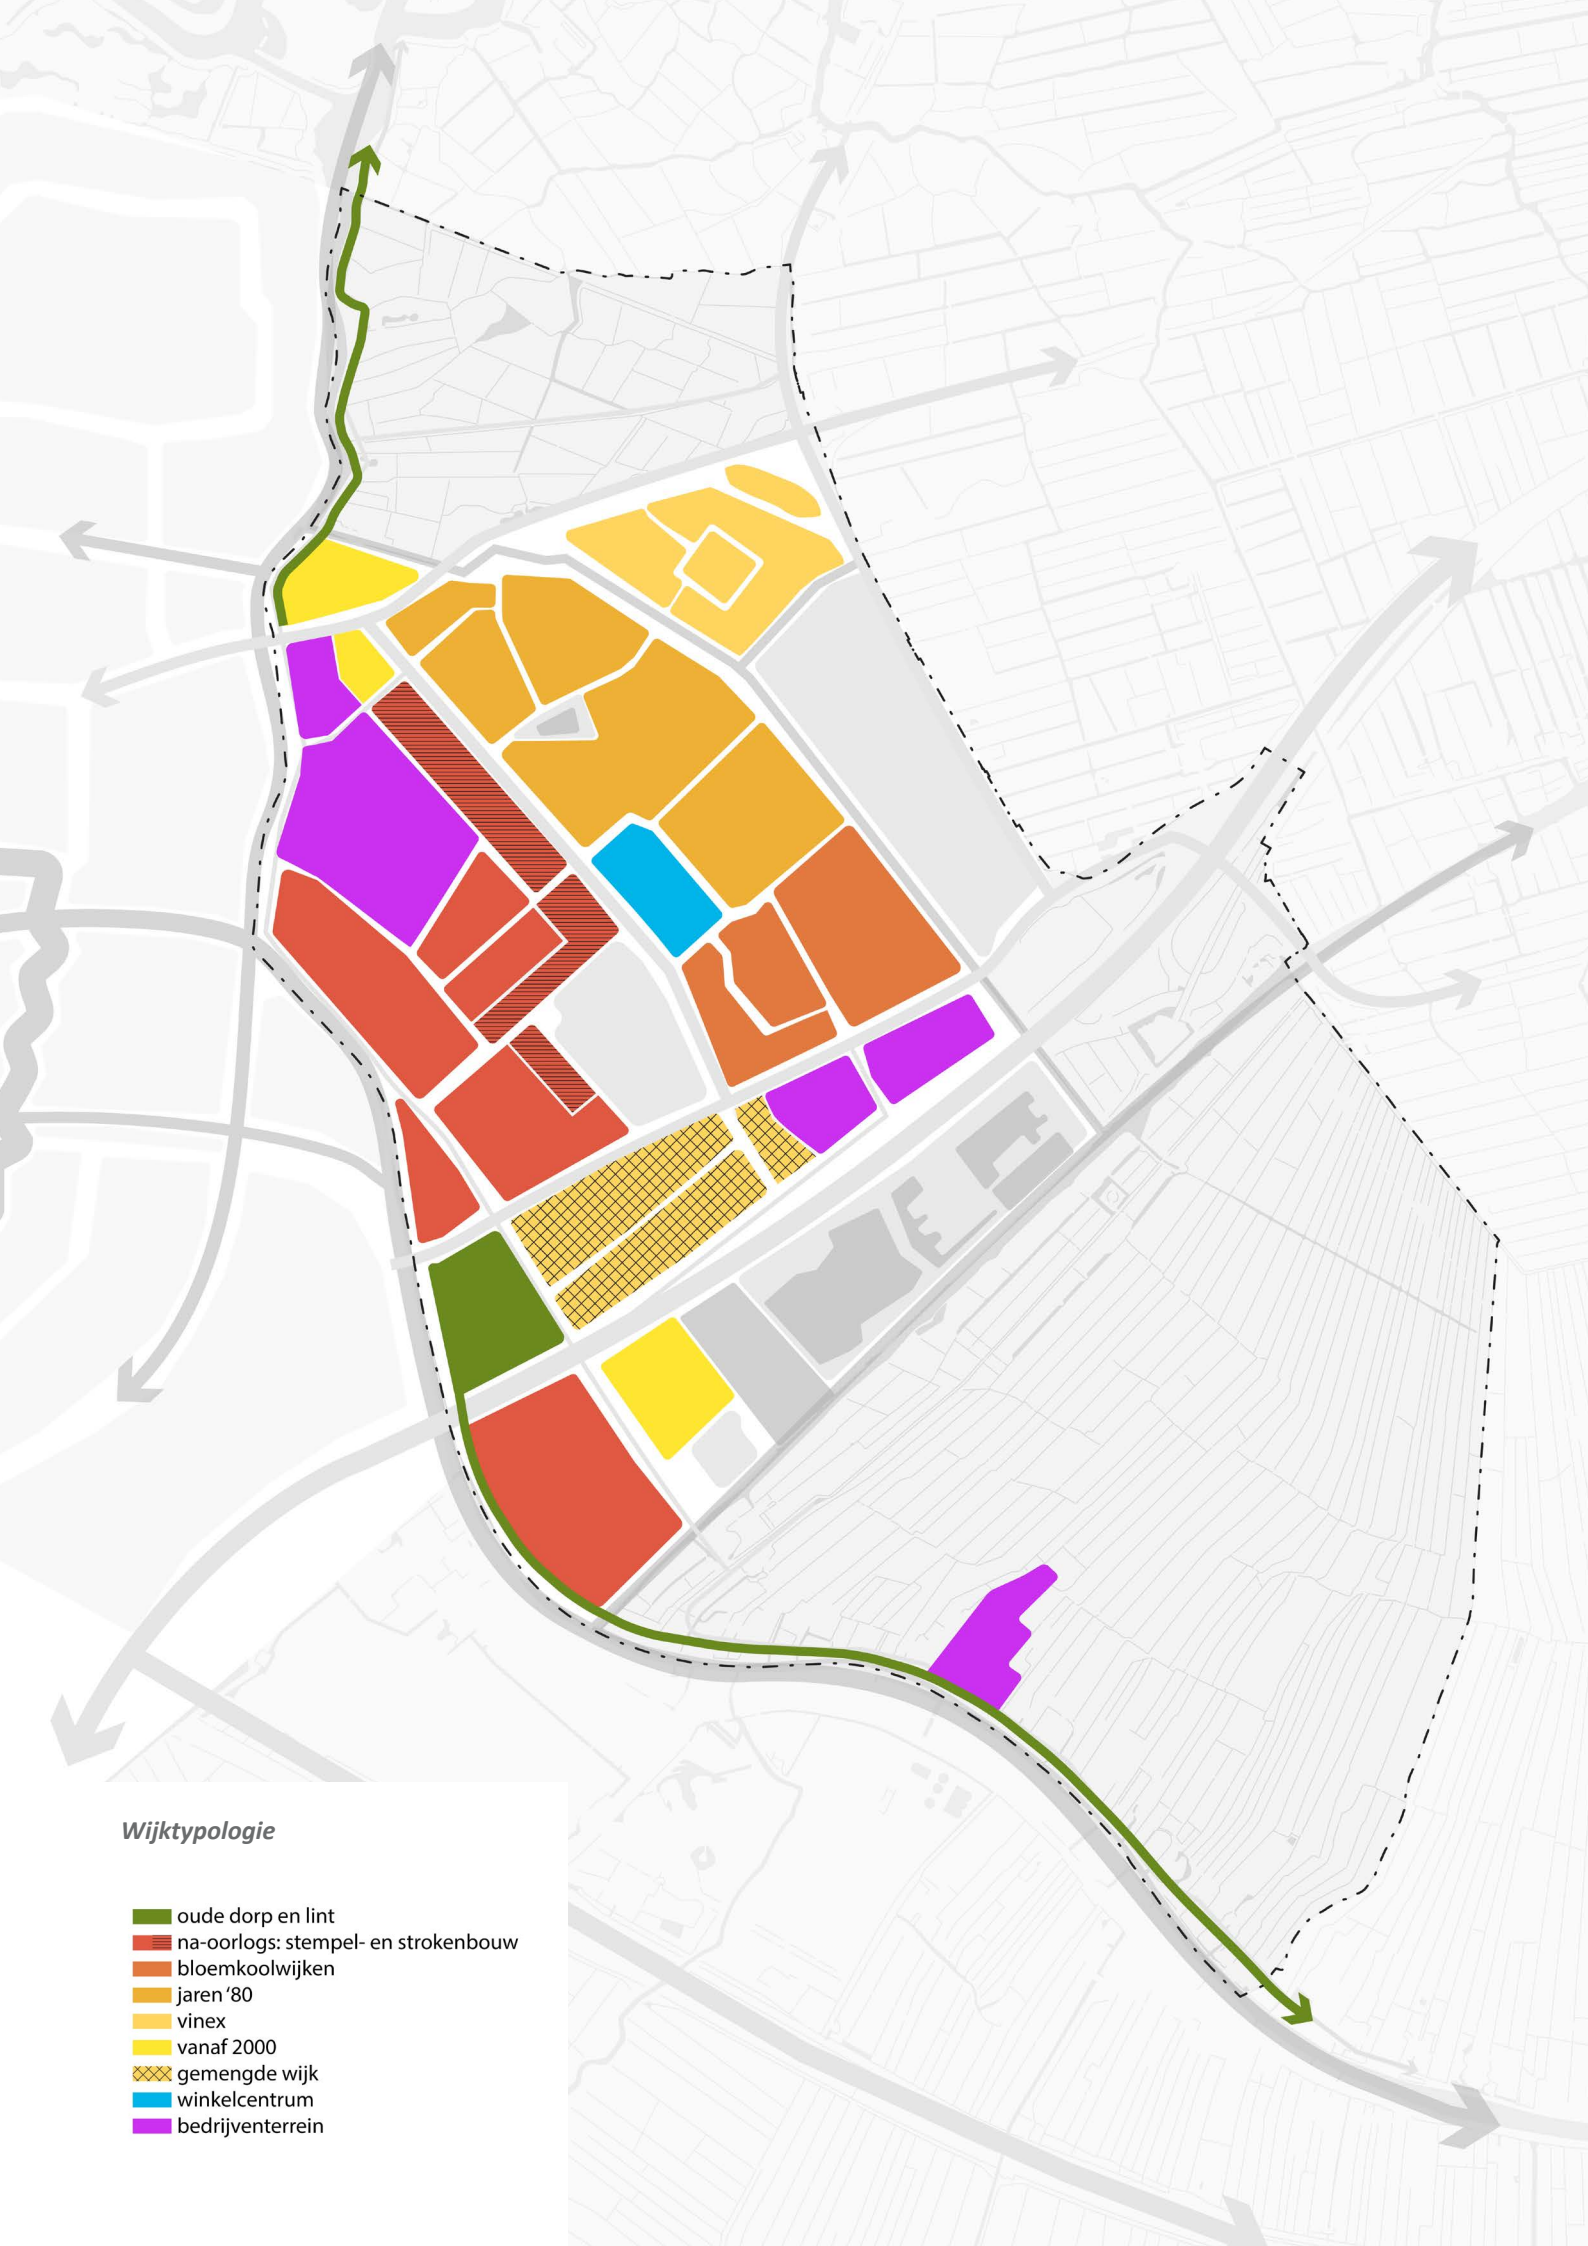 Wijktypologie
oude dorp en lint
na-oorlogs: stempel- en strokenbouw
bloemkoolwijken
jaren ‘80
vinex
vanaf 2000
gemengde wijk
winkelcentrum
bedrijventerrein